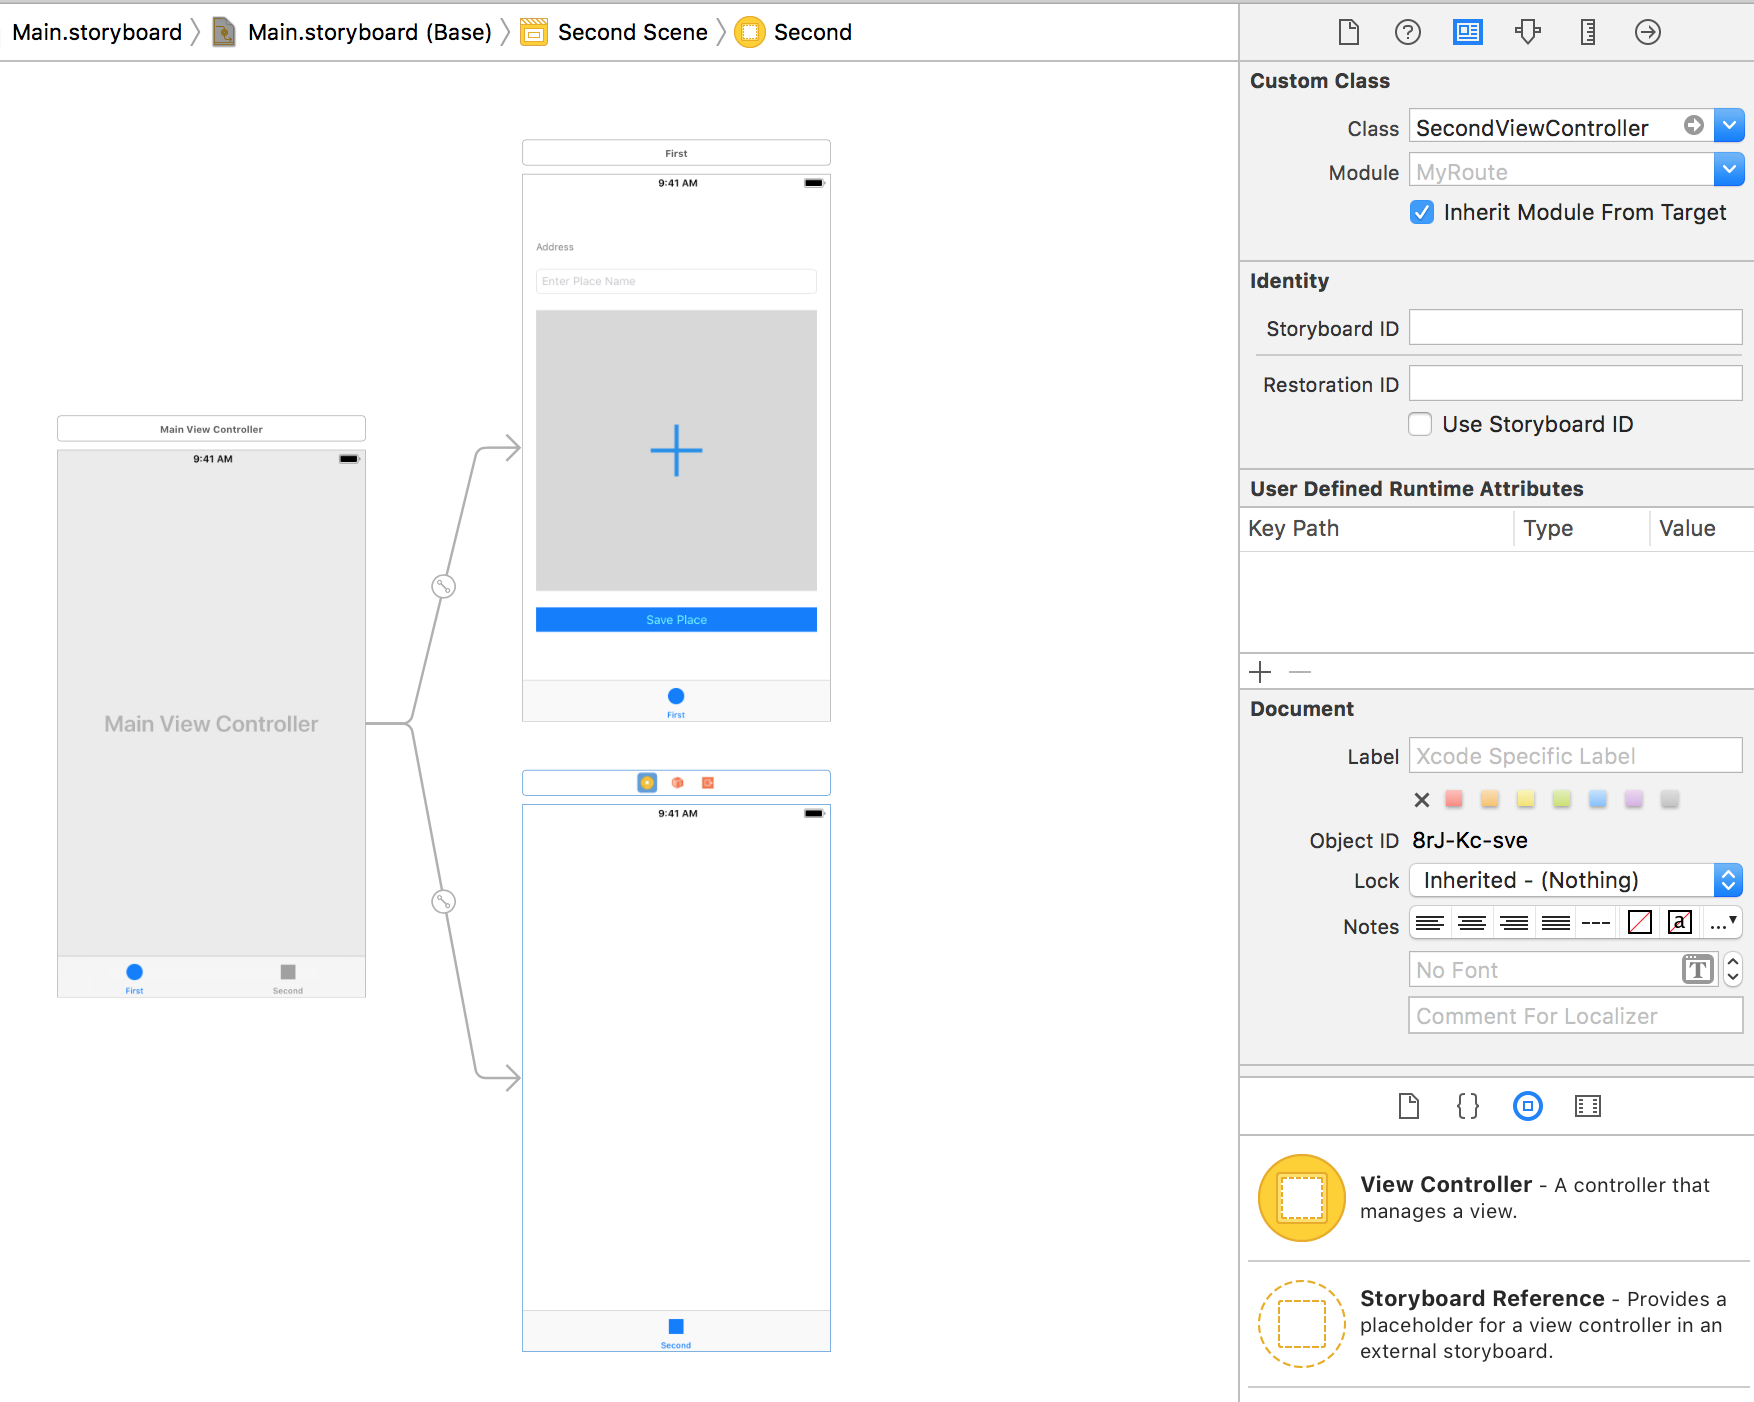 Main.storyboard
Main.storyboard (Base)
Second Scene
Second
First
9:41 AM
Address
Enter Place Name
Save Place
First
Main View Controller
9:41 AM
Main View Controller
First
Second
9:41 AM
Second
Custom Class
Class
SecondViewController
Module
MyRoute
Inherit Module From Target
Identity
Storyboard ID
Restoration ID
Use Storyboard ID
User Defined Runtime Attributes
Key Path
Type
Value
Document
Label
Xcode Specific Label
Object ID
8rJ-Kc-sve
Lock
Inherited - (Nothing)
Notes
a
...
No Font
T
Comment For Localizer
{ }
View Controller - A controller that
manages a view.
Storyboard Reference - Provides a
placeholder for a view controller in an
external storyboard.